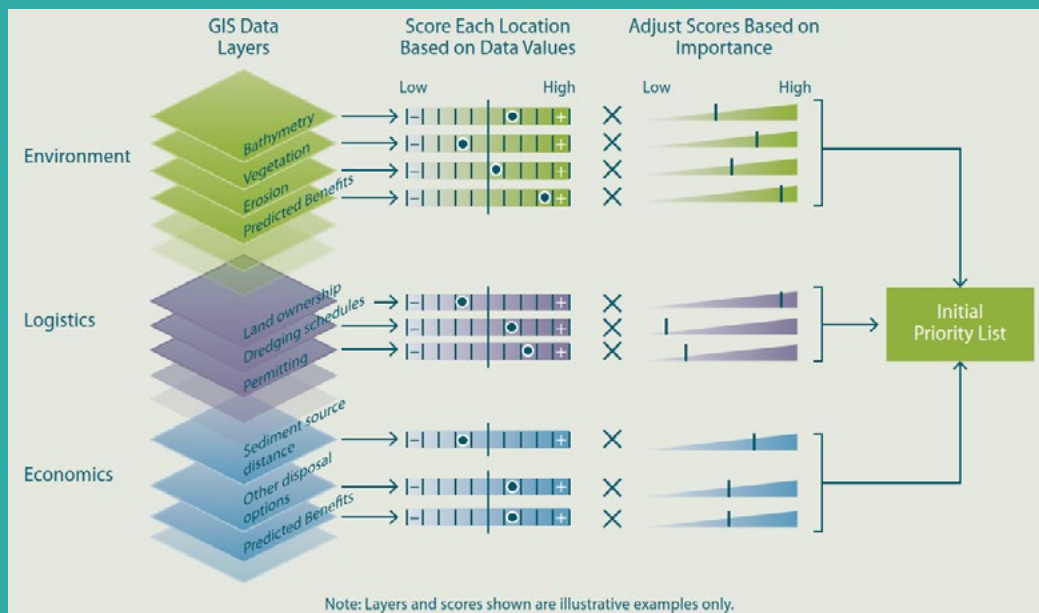 GIS Data
Layers
Score Each Location
Based on Data Values
Adjust Scores Based on
Importance
Low
High
Low
High
Environment
Bathymetry
Vegetation
Erosion
Predicted Benefits
Logistics
Land ownership
Dredging schedules
Permitting
Initial
Priority List
Economics
Sediment source
distance
Other disposal
options
Predicted Benefits
Note: Layers and scores shown are illustrative examples only.